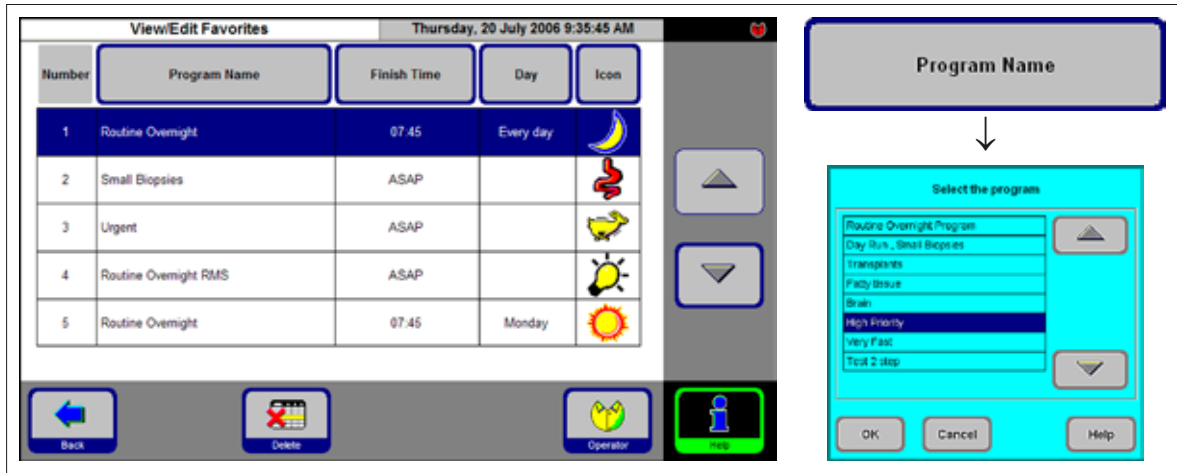 View/Edit Favorites Thursday, 20 July 2006 9:35:45 AM
Number Program Name Finish Time Day Icon
1 Routine Overnight 07:45 Every day
2 Small Biopsies ASAP
3 Urgent ASAP
4 Routine Overnight RMS ASAP
5 Routine Overnight 07:45 Monday
Back Delete Operator Help
Program Name
↓
Select the program
Routine Overnight Program
Day Run , Small Biopsies
Transplants
Fatty tissue
Brain
High Priority
Very Fast
Test 2 step
OK Cancel Help